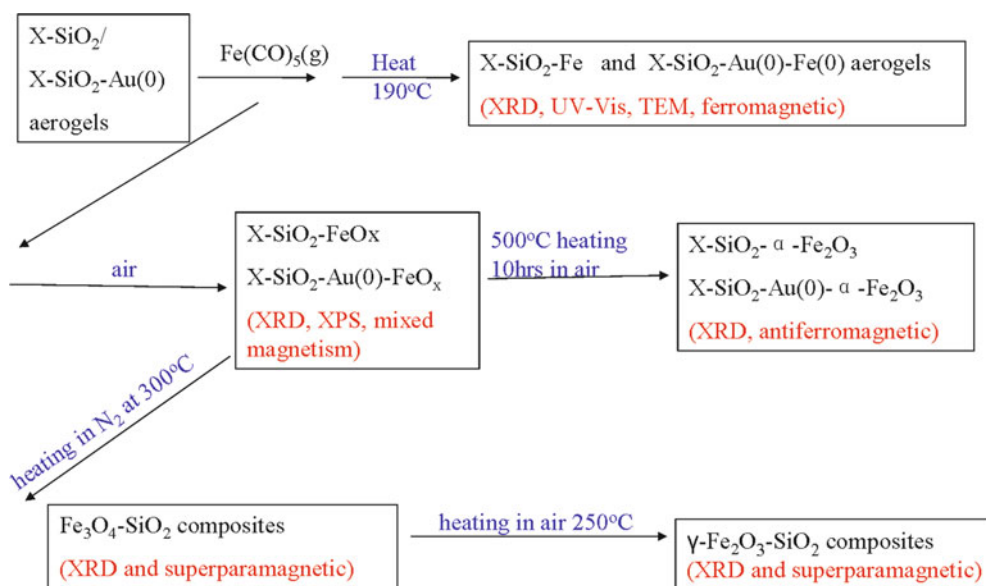 X-SiO₂/
X-SiO₂-Au(0)
aerogels
Fe(CO)₅(g)
Heat
190°C
X-SiO₂-Fe and X-SiO₂-Au(0)-Fe(0) aerogels
(XRD, UV-Vis, TEM, ferromagnetic)
air
X-SiO₂-FeOx
X-SiO₂-Au(0)-FeOₓ
(XRD, XPS, mixed
magnetism)
500°C heating
10hrs in air
X-SiO₂- α -Fe₂O₃
X-SiO₂-Au(0)- α -Fe₂O₃
(XRD, antiferromagnetic)
heating in N₂ at 300°C
Fe₃O₄-SiO₂ composites
(XRD and superparamagnetic)
heating in air 250°C
γ-Fe₂O₃-SiO₂ composites
(XRD and superparamagnetic)